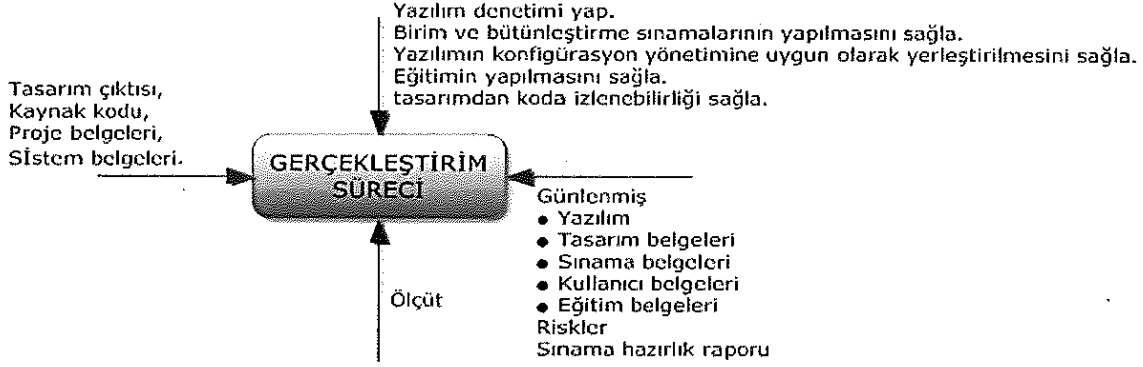 Yazılım denetimi yap.
Birim ve bütünleştirme sınamalarının yapılmasını sağla.
Yazılımın konfigürasyon yönetimine uygun olarak yerleştirilmesini sağla.
Eğitimin yapılmasını sağla.
tasarımdan koda izlenebilirliği sağla.
Tasarım çıktısı,
Kaynak kodu,
Proje belgeleri,
Sİstem belgeleri.
GERÇEKLEŞTİRİM
SÜRECİ
Günlenmiş
• Yazılım
• Tasarım belgeleri
• Sınama belgeleri
• Kullanıcı belgeleri
• Eğitim belgeleri
Riskler
Sınama hazırlık raporu
Ölçüt